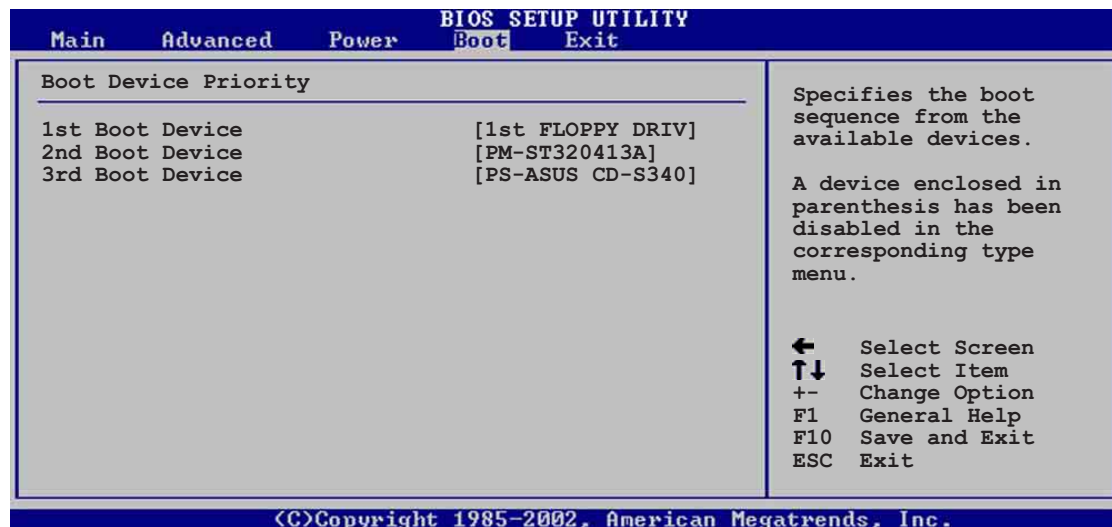 BIOS SETUP UTILITY
Main Advanced Power Boot Exit
Boot Device Priority
1st Boot Device [1st FLOPPY DRIV]
2nd Boot Device [PM-ST320413A]
3rd Boot Device [PS-ASUS CD-S340]
Specifies the boot
sequence from the
available devices.
A device enclosed in
parenthesis has been
disabled in the
corresponding type
menu.
← Select Screen
↑↓ Select Item
+- Change Option
F1 General Help
F10 Save and Exit
ESC Exit
(C)Copyright 1985-2002, American Megatrends, Inc.